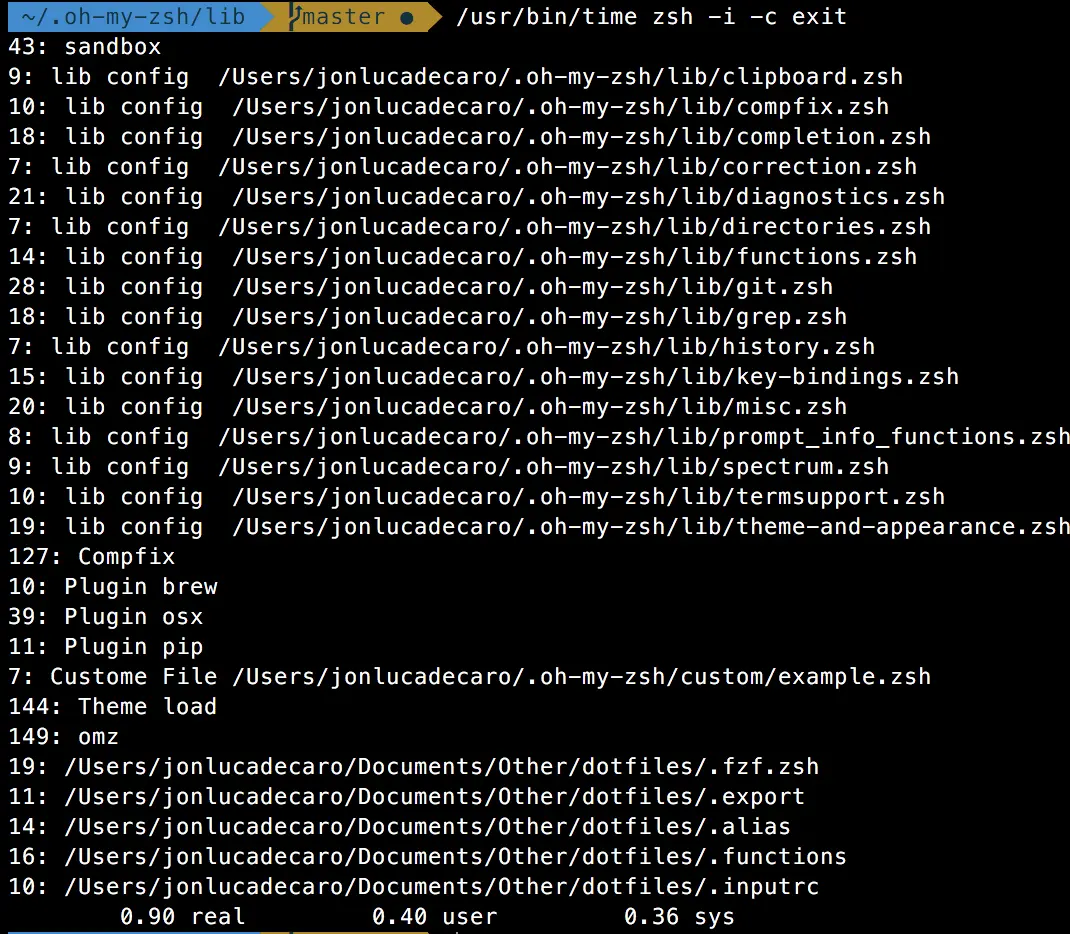 ~/.oh-my-zsh/lib master ● /usr/bin/time zsh -i -c exit
43: sandbox
9: lib config /Users/jonlucadecaro/.oh-my-zsh/lib/clipboard.zsh
10: lib config /Users/jonlucadecaro/.oh-my-zsh/lib/compfix.zsh
18: lib config /Users/jonlucadecaro/.oh-my-zsh/lib/completion.zsh
7: lib config /Users/jonlucadecaro/.oh-my-zsh/lib/correction.zsh
21: lib config /Users/jonlucadecaro/.oh-my-zsh/lib/diagnostics.zsh
7: lib config /Users/jonlucadecaro/.oh-my-zsh/lib/directories.zsh
14: lib config /Users/jonlucadecaro/.oh-my-zsh/lib/functions.zsh
28: lib config /Users/jonlucadecaro/.oh-my-zsh/lib/git.zsh
18: lib config /Users/jonlucadecaro/.oh-my-zsh/lib/grep.zsh
7: lib config /Users/jonlucadecaro/.oh-my-zsh/lib/history.zsh
15: lib config /Users/jonlucadecaro/.oh-my-zsh/lib/key-bindings.zsh
20: lib config /Users/jonlucadecaro/.oh-my-zsh/lib/misc.zsh
8: lib config /Users/jonlucadecaro/.oh-my-zsh/lib/prompt_info_functions.zsh
9: lib config /Users/jonlucadecaro/.oh-my-zsh/lib/spectrum.zsh
10: lib config /Users/jonlucadecaro/.oh-my-zsh/lib/termsupport.zsh
19: lib config /Users/jonlucadecaro/.oh-my-zsh/lib/theme-and-appearance.zsh
127: Compfix
10: Plugin brew
39: Plugin osx
11: Plugin pip
7: Custome File /Users/jonlucadecaro/.oh-my-zsh/custom/example.zsh
144: Theme load
149: omz
19: /Users/jonlucadecaro/Documents/Other/dotfiles/.fzf.zsh
11: /Users/jonlucadecaro/Documents/Other/dotfiles/.export
14: /Users/jonlucadecaro/Documents/Other/dotfiles/.alias
16: /Users/jonlucadecaro/Documents/Other/dotfiles/.functions
10: /Users/jonlucadecaro/Documents/Other/dotfiles/.inputrc
0.90 real 0.40 user 0.36 sys